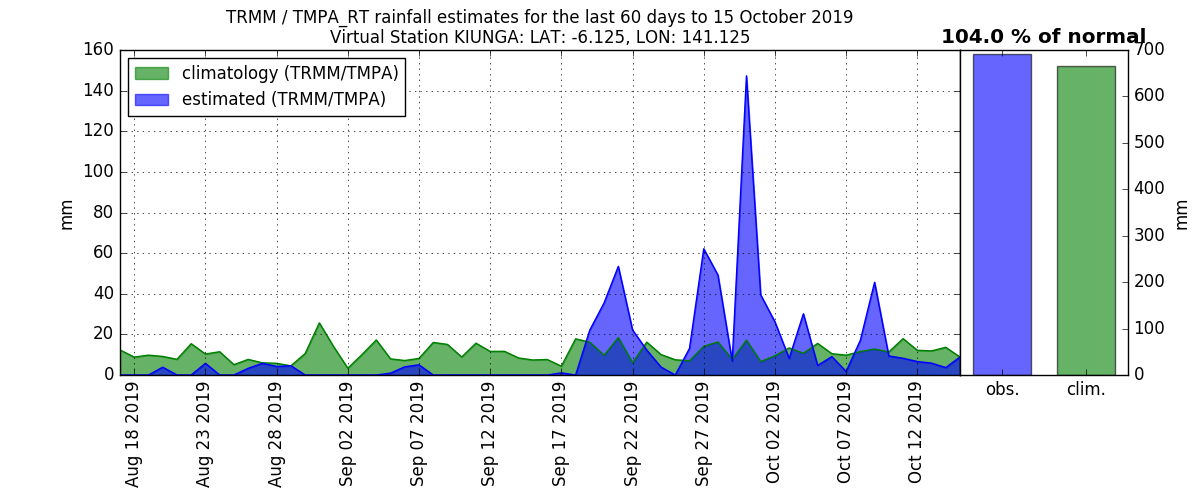 TRMM / TMPA_RT rainfall estimates for the last 60 days to 15 October 2019
Virtual Station KIUNGA: LAT: -6.125, LON: 141.125
104.0 % of normal
climatology (TRMM/TMPA)
estimated (TRMM/TMPA)
mm
160
140
120
100
80
60
40
20
0
Aug 18 2019
Aug 23 2019
Aug 28 2019
Sep 02 2019
Sep 07 2019
Sep 12 2019
Sep 17 2019
Sep 22 2019
Sep 27 2019
Oct 02 2019
Oct 07 2019
Oct 12 2019
700
600
500
400
300
200
100
0
mm
obs. clim.